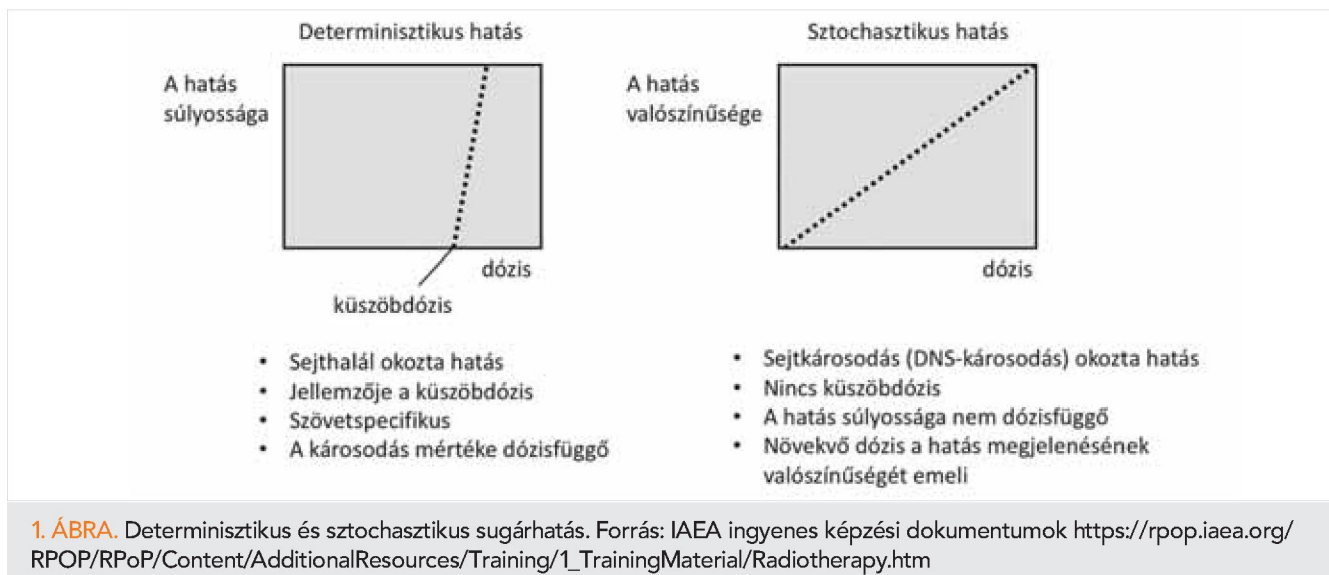 Determinisztikus hatás
A hatás
súlyossága
dózis
küszöbdózis
• Sejthalál okozta hatás
• Jellemzője a küszöbdózis
• Szövetspecifikus
• A károsodás mértéke dózisfüggő
Sztochasztikus hatás
A hatás
valószínűsége
dózis
• Sejtkárosodás (DNS-károsodás) okozta hatás
• Nincs küszöbdózis
• A hatás súlyossága nem dózisfüggő
• Növekvő dózis a hatás megjelenésének
valószínűségét emeli
1. ÁBRA. Determinisztikus és sztochasztikus sugárhatás. Forrás: IAEA ingyenes képzési dokumentumok https://rpop.iaea.org/
RPOP/RPoP/Content/AdditionalResources/Training/1_TrainingMaterial/Radiotherapy.htm